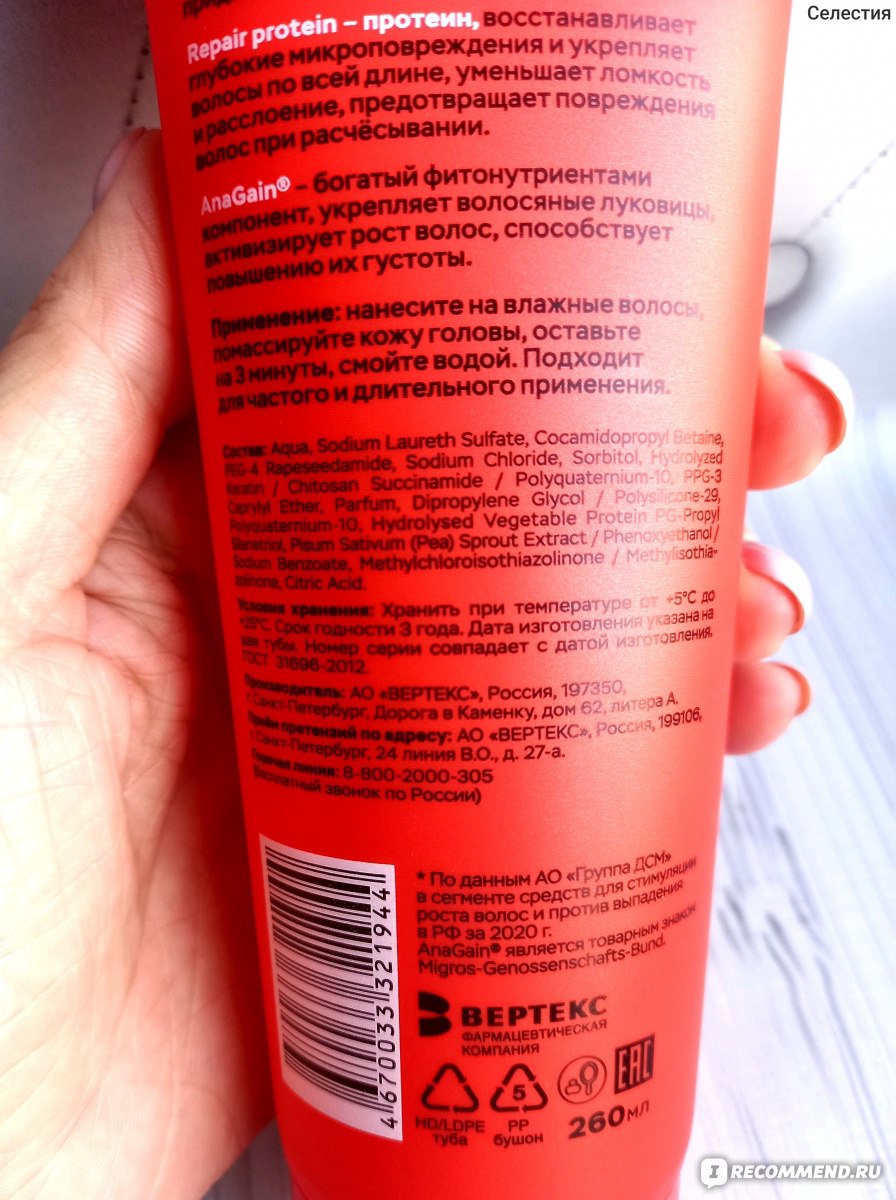 Селестия
Repair protein – протеин, восстанавливает
глубокие микроповреждения и укрепляет
волосы по всей длине, уменьшает ломкость
и расслоение, предотвращает повреждения
волос при расчёсывании.
AnaGain® – богатый фитонутриентами
компонент, укрепляет волосяные луковицы,
активизирует рост волос, способствует
повышению их густоты.
Применение: нанесите на влажные волосы,
помассируйте кожу головы, оставьте
на 3 минуты, смойте водой. Подходит
для частого и длительного применения.
Состав: Aqua, Sodium Laureth Sulfate, Cocamidopropyl Betaine,
PEG-4 Rapeseedamide, Sodium Chloride, Sorbitol, Hydrolyzed
Keratin / Chitosan Succinamide / Polyquaternium-10, PPG-3
Caprylyl Ether, Parfum, Dipropylene Glycol / Polysilicone-29,
Polyquaternium-10, Hydrolysed Vegetable Protein PG-Propyl
Silanetriol, Pisum Sativum (Pea) Sprout Extract / Phenoxyethanol /
Sodium Benzoate, Methylchloroisothiazolinone / Methylisothia-
zolinone, Citric Acid.
Условия хранения: Хранить при температуре от +5°C до
+25°C. Срок годности 3 года. Дата изготовления указана на
шве тубы. Номер серии совпадает с датой изготовления.
ГОСТ 31696-2012.
Производитель: АО «ВЕРТЕКС», Россия, 197350,
г. Санкт-Петербург, Дорога в Каменку, дом 62, литера А.
Приём претензий по адресу: АО «ВЕРТЕКС», Россия, 199106,
г. Санкт-Петербург, 24 линия В.О., д. 27-а.
Горячая линия: 8-800-2000-305
(бесплатный звонок по России)
* По данным АО «Группа ДСМ»
в сегменте средств для стимуляции
роста волос и против выпадения
в РФ за 2020 г.
AnaGain® является товарным знаком
Migros-Genossenschafts-Bund.
4 670033 321944
ВЕРТЕКС
ФАРМАЦЕВТИЧЕСКАЯ
КОМПАНИЯ
5
EAC
HD/LDPE
туба
PP
бушон
260мл
IRECOMMEND.RU